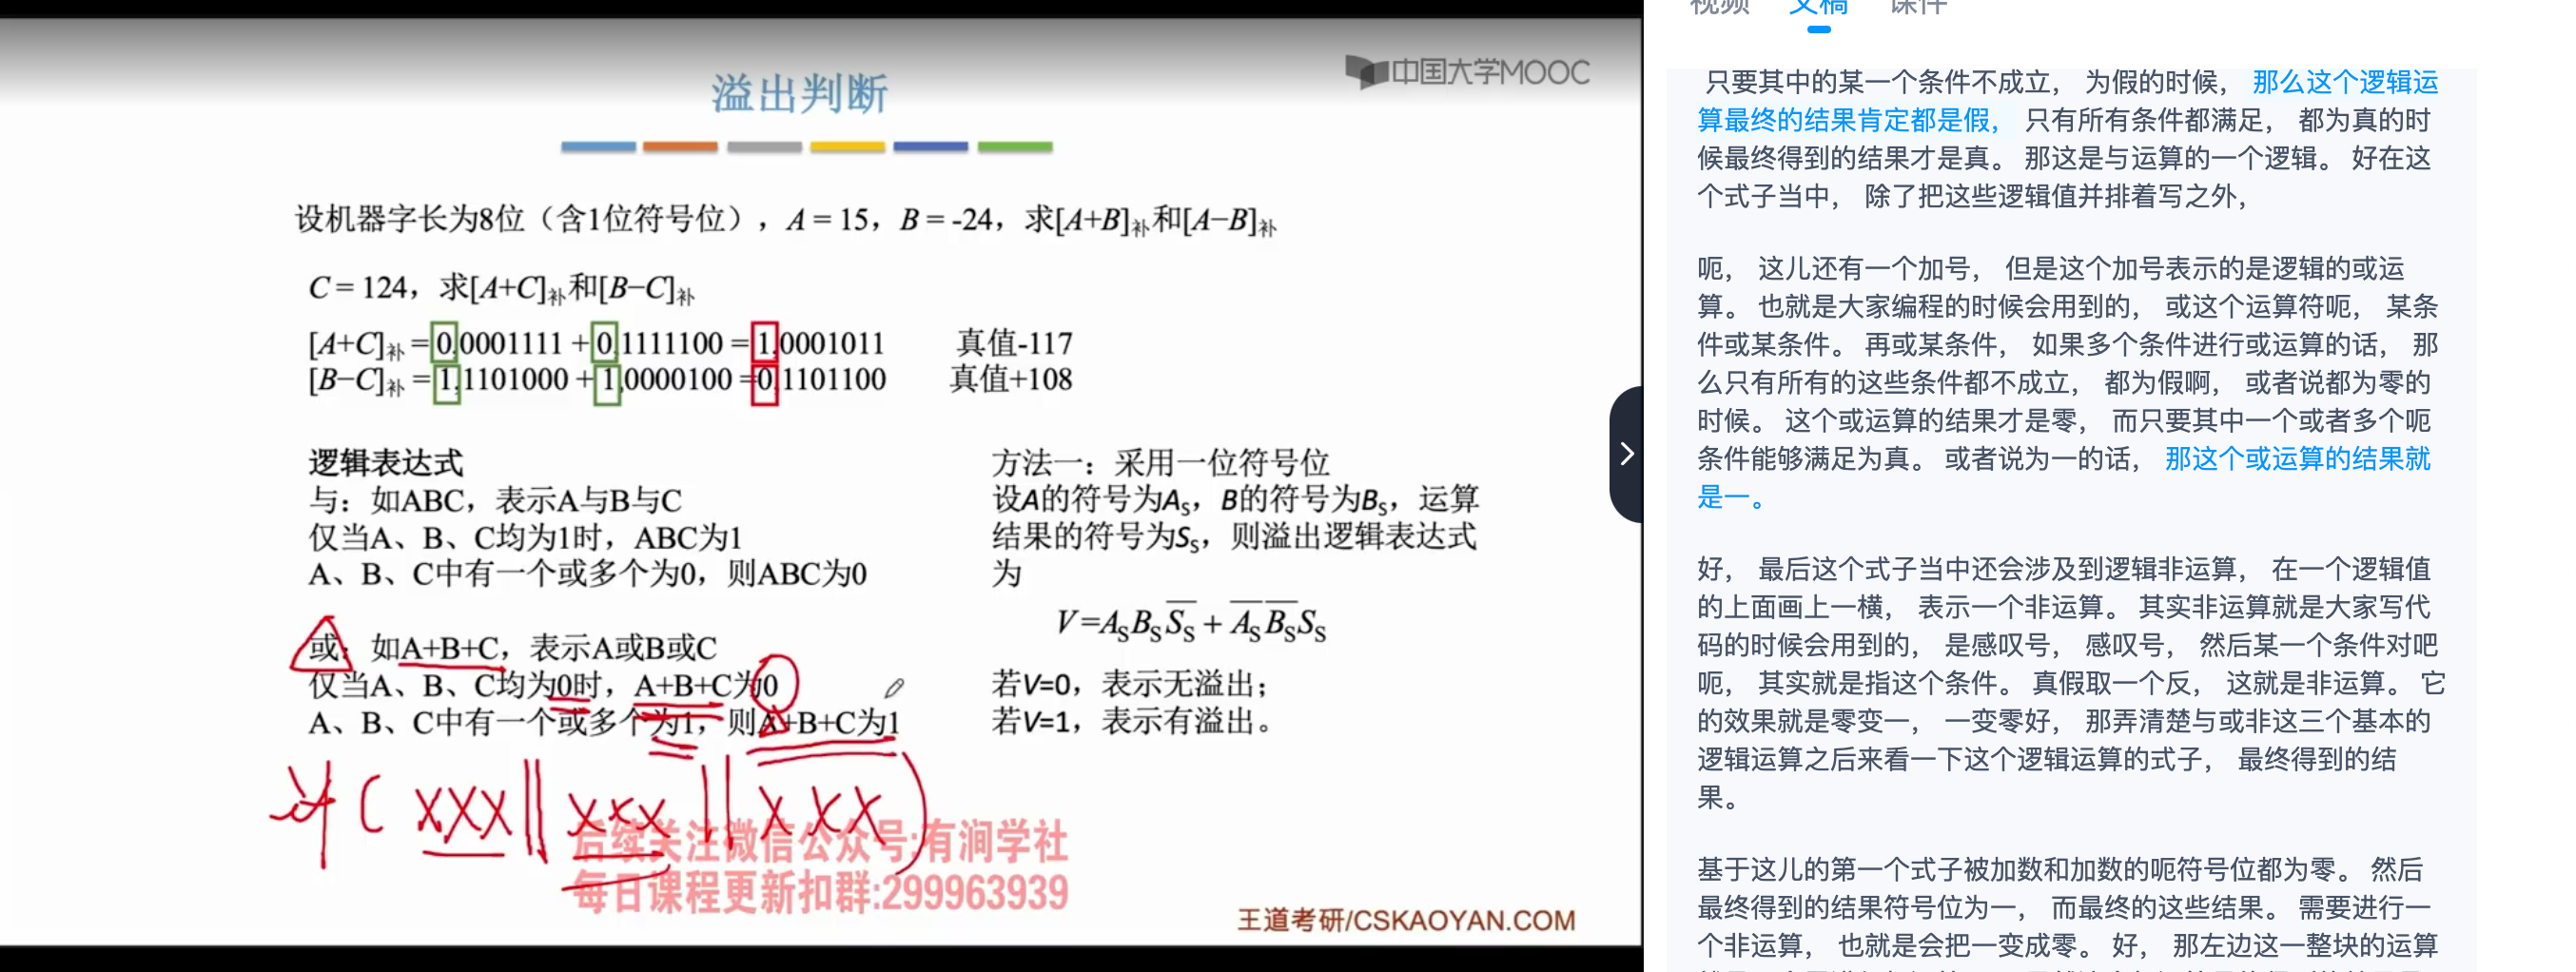 中国大学MOOC
溢出判断
设机器字长为8位（含1位符号位），A = 15，B = -24，求[A+B]补和[A−B]补
C = 124，求[A+C]补和[B−C]补
[A+C]补 = 0,0001111 + 0,1111100 = 1,0001011 真值-117
[B−C]补 = 1,1101000 + 1,0000100 =0,1101100 真值+108
逻辑表达式
与：如ABC，表示A与B与C
仅当A、B、C均为1时，ABC为1
A、B、C中有一个或多个为0，则ABC为0
或：如A+B+C，表示A或B或C
仅当A、B、C均为0时，A+B+C为0
A、B、C中有一个或多个为1，则A+B+C为1
if ( xxx || xxx || xxx )
方法一：采用一位符号位
设A的符号为AS，B的符号为BS，运算
结果的符号为SS，则溢出逻辑表达式
为
V=ASBSS̅S̅ + A̅S̅B̅S̅SS
若V=0，表示无溢出；
若V=1，表示有溢出。
后续关注微信公众号:有涧学社
每日课程更新扣群:299963939
王道考研/CSKAOYAN.COM
视频 文稿 课件
只要其中的某一个条件不成立， 为假的时候， 那么这个逻辑运
算最终的结果肯定都是假， 只有所有条件都满足， 都为真的时
候最终得到的结果才是真。 那这是与运算的一个逻辑。 好在这
个式子当中， 除了把这些逻辑值并排着写之外，
呃， 这儿还有一个加号， 但是这个加号表示的是逻辑的或运
算。 也就是大家编程的时候会用到的， 或这个运算符呃， 某条
件或某条件。 再或某条件， 如果多个条件进行或运算的话， 那
么只有所有的这些条件都不成立， 都为假啊， 或者说都为零的
时候。 这个或运算的结果才是零， 而只要其中一个或者多个呃
条件能够满足为真。 或者说为一的话， 那这个或运算的结果就
是一。
好， 最后这个式子当中还会涉及到逻辑非运算， 在一个逻辑值
的上面画上一横， 表示一个非运算。 其实非运算就是大家写代
码的时候会用到的， 是感叹号， 感叹号， 然后某一个条件对吧
呃， 其实就是指这个条件。 真假取一个反， 这就是非运算。 它
的效果就是零变一， 一变零好， 那弄清楚与或非这三个基本的
逻辑运算之后来看一下这个逻辑运算的式子， 最终得到的结
果。
基于这儿的第一个式子被加数和加数的呃符号位都为零。 然后
最终得到的结果符号位为一， 而最终的这些结果。 需要进行一
个非运算， 也就是会把一变成零。 好， 那左边这一整块的运算